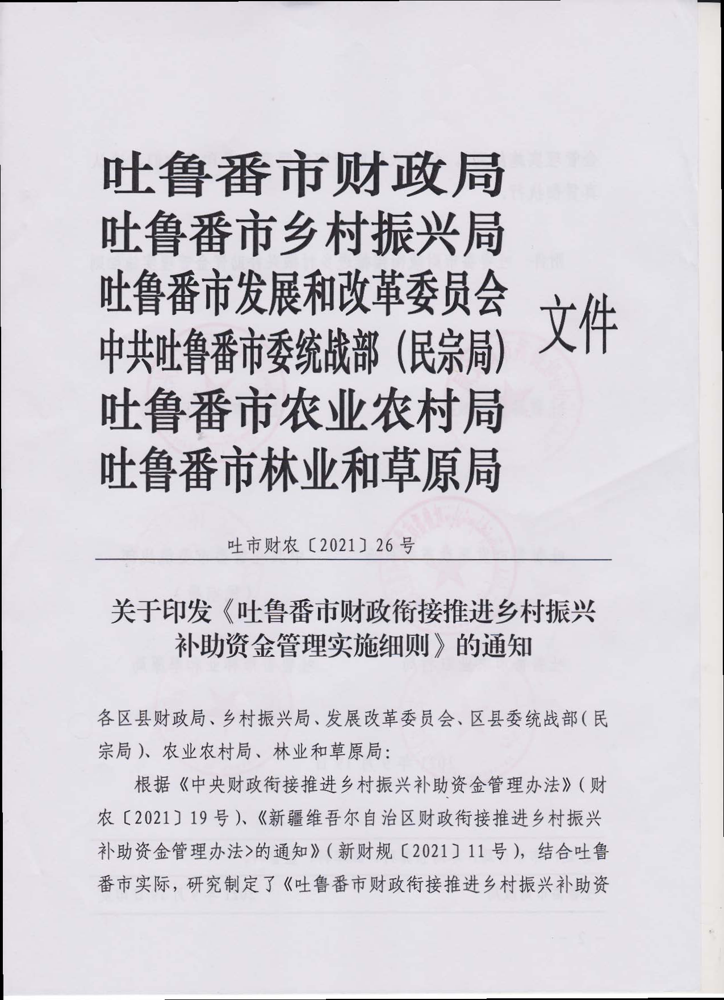 吐鲁番市财政局
吐鲁番市乡村振兴局
吐鲁番市发展和改革委员会
中共吐鲁番市委统战部（民宗局）
吐鲁番市农业农村局
吐鲁番市林业和草原局
文件
吐市财农〔2021〕26号
关于印发《吐鲁番市财政衔接推进乡村振兴
补助资金管理实施细则》的通知
各区县财政局、乡村振兴局、发展改革委员会、区县委统战部（民
宗局）、农业农村局、林业和草原局：
根据《中央财政衔接推进乡村振兴补助资金管理办法》（财
农〔2021〕19号）、《新疆维吾尔自治区财政衔接推进乡村振兴
补助资金管理办法>的通知》（新财规〔2021〕11号），结合吐鲁
番市实际，研究制定了《吐鲁番市财政衔接推进乡村振兴补助资